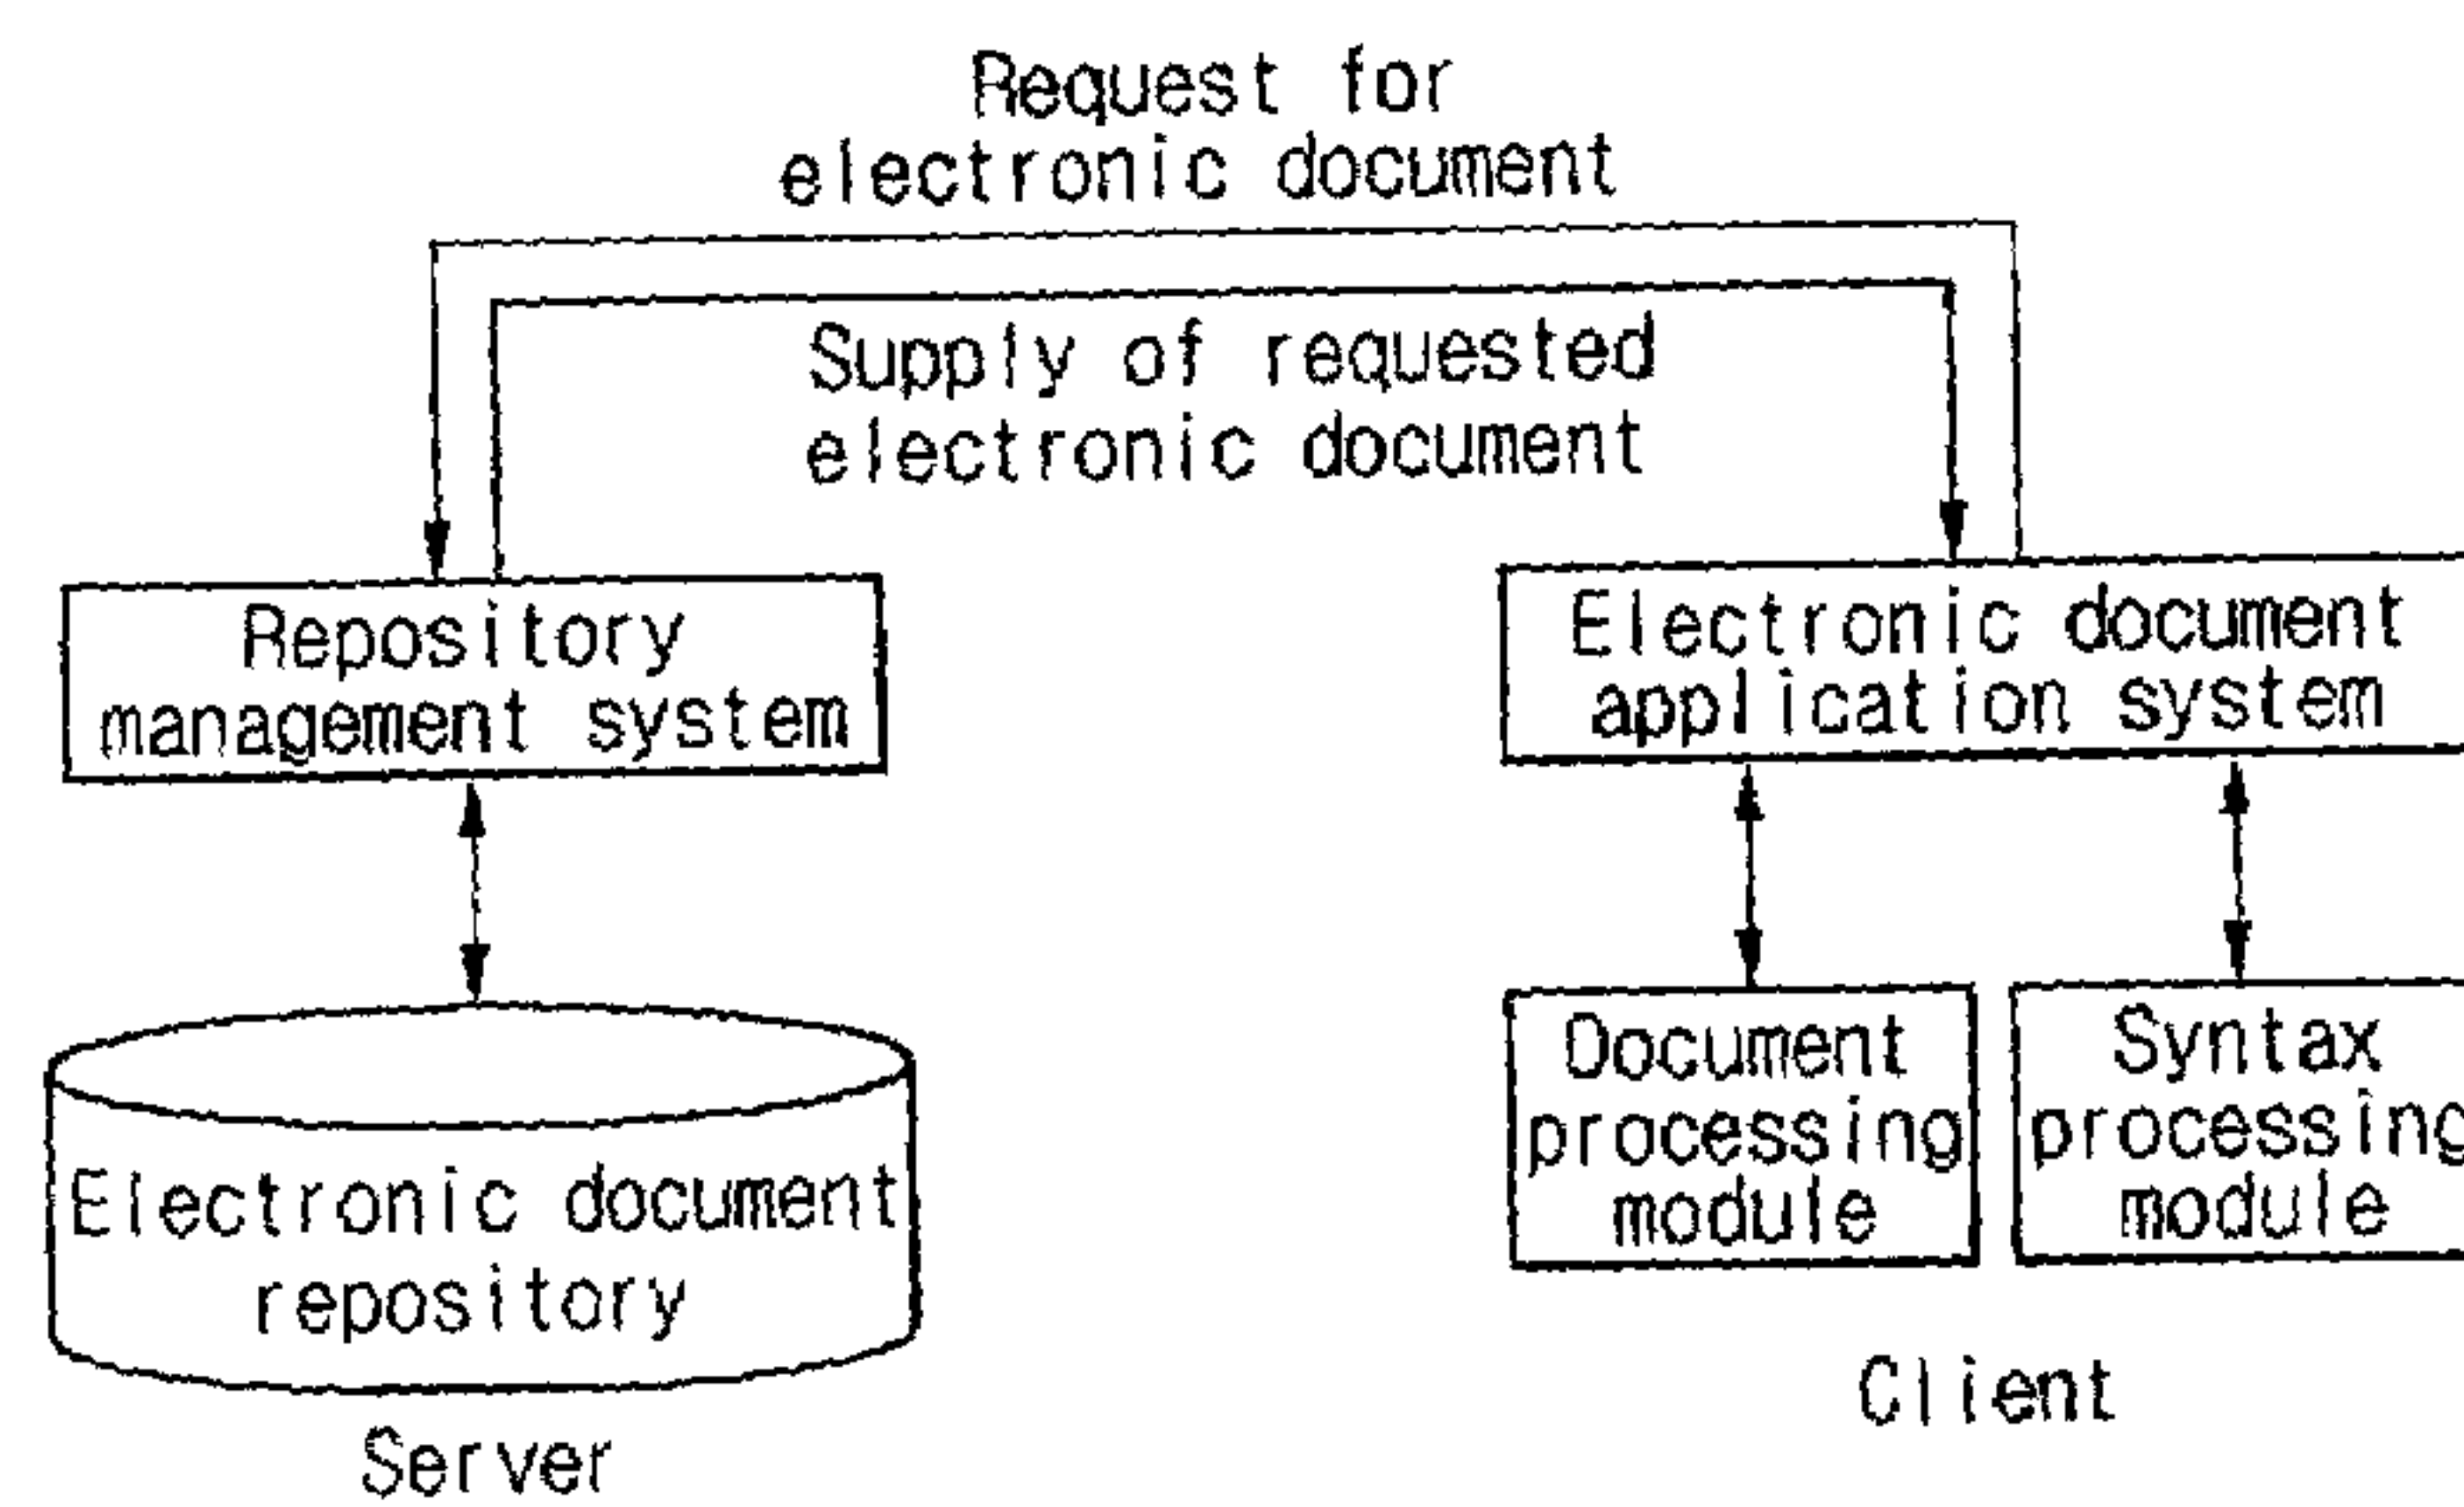 Request for
electronic document
Supply of requested
electronic document
Repository
management system
Electronic document
application system
Document
processing
module
Syntax
processing
module
Electronic document
repository
Client
Server